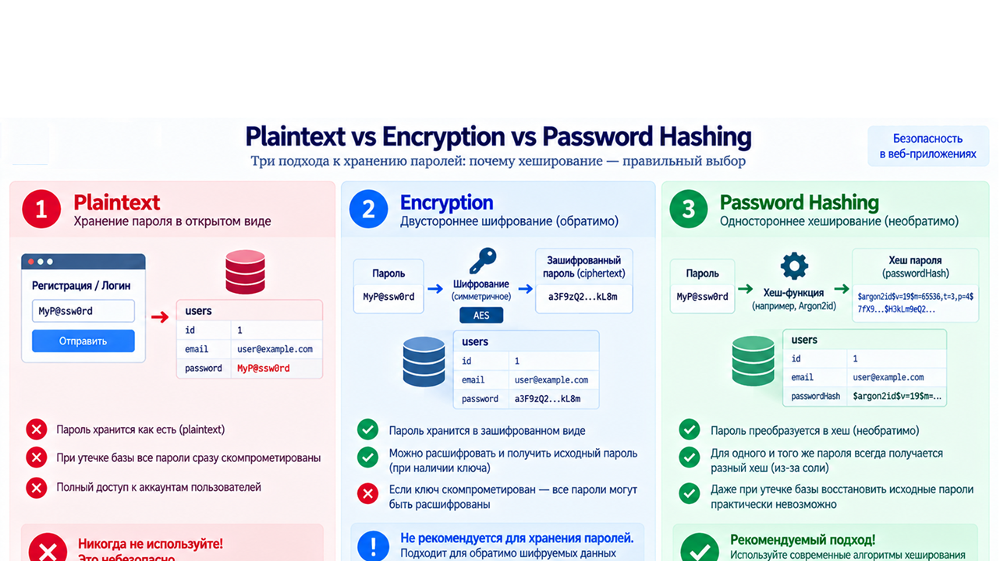 Plaintext vs Encryption vs Password Hashing
Три подхода к хранению паролей: почему хеширование — правильный выбор
Безопасность
в веб-приложениях
1
Plaintext
Хранение пароля в открытом виде
Регистрация / Логин
MyP@ssw0rd
Отправить
users
id 1
email user@example.com
password MyP@ssw0rd
Пароль хранится как есть (plaintext)
При утечке базы все пароли сразу скомпрометированы
Полный доступ к аккаунтам пользователей
Никогда не используйте!
Это небезопасно
2
Encryption
Двустороннее шифрование (обратимо)
Пароль
MyP@ssw0rd
Шифрование
(симметричное)
AES
Зашифрованный
пароль (ciphertext)
a3F9zQ2...kL8m
users
id 1
email user@example.com
password a3F9zQ2...kL8m
Пароль хранится в зашифрованном виде
Можно расшифровать и получить исходный пароль
(при наличии ключа)
Если ключ скомпрометирован — все пароли могут
быть расшифрованы
!
Не рекомендуется для хранения паролей.
Подходит для обратимо шифруемых данных
3
Password Hashing
Одностороннее хеширование (необратимо)
Пароль
MyP@ssw0rd
Хеш-функция
(например, Argon2id)
Хеш пароля
(passwordHash)
$argon2id$v=19$m=65536,t=3,p=4$
7fX9...$H3kLm9eQ2...
users
id 1
email user@example.com
passwordHash $argon2id$v=19$m=...
Пароль преобразуется в хеш (необратимо)
Для одного и того же пароля всегда получается
разный хеш (из-за соли)
Даже при утечке базы восстановить исходные пароли
практически невозможно
Рекомендуемый подход!
Используйте современные алгоритмы хеширования